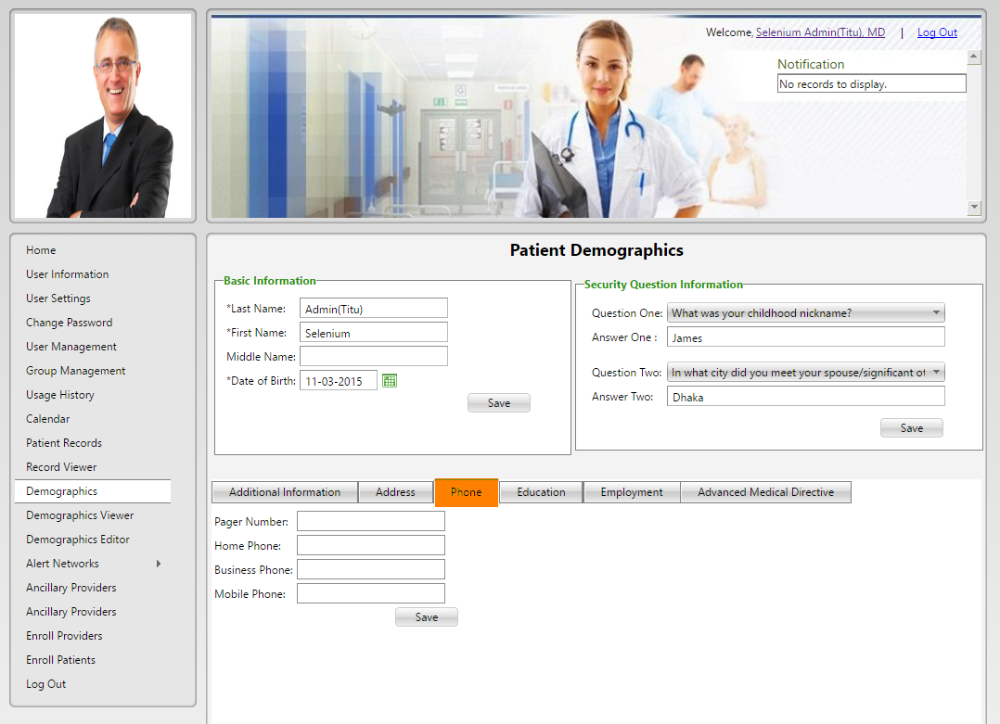 Welcome, Selenium Admin(Titu), MD | Log Out
Notification
No records to display.
Home
User Information
User Settings
Change Password
User Management
Group Management
Usage History
Calendar
Patient Records
Record Viewer
Demographics
Demographics Viewer
Demographics Editor
Alert Networks
Ancillary Providers
Ancillary Providers
Enroll Providers
Enroll Patients
Log Out
Patient Demographics
Basic Information
*Last Name: Admin(Titu)
*First Name: Selenium
Middle Name:
*Date of Birth: 11-03-2015
Save
Security Question Information
Question One: What was your childhood nickname?
Answer One : James
Question Two: In what city did you meet your spouse/significant ot
Answer Two: Dhaka
Save
Additional Information Address Phone Education Employment Advanced Medical Directive
Pager Number:
Home Phone:
Business Phone:
Mobile Phone:
Save